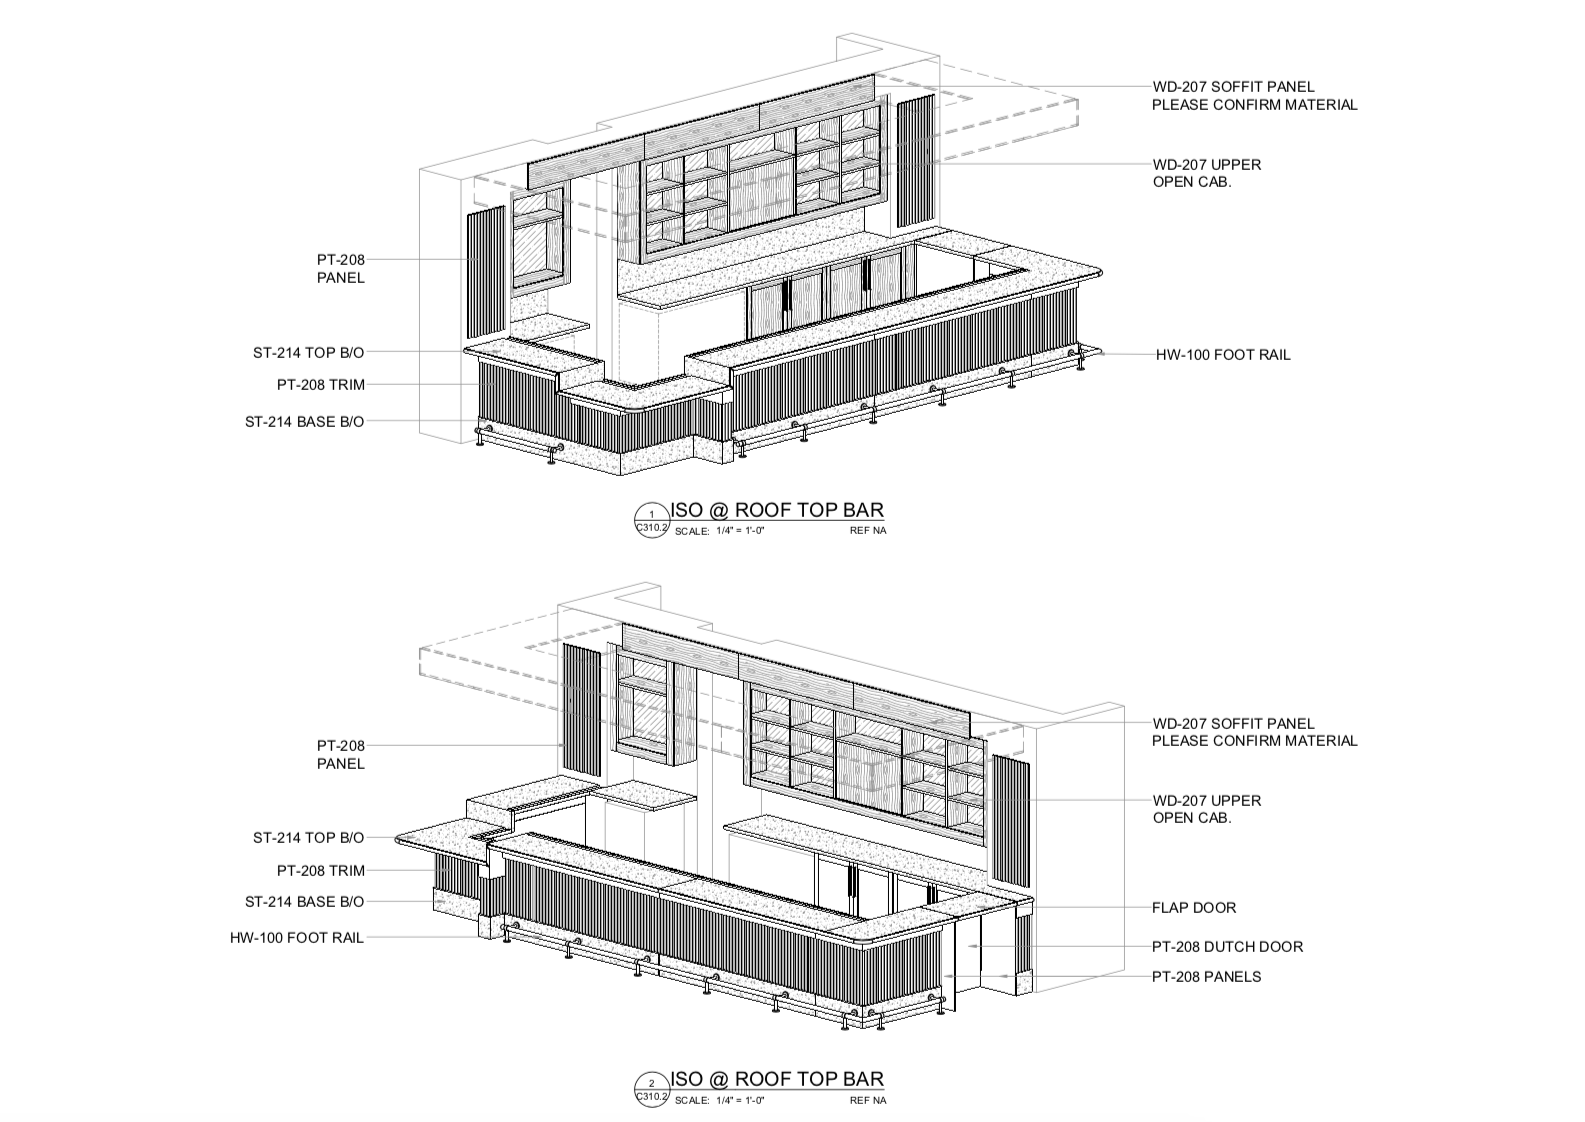 WD-207 SOFFIT PANEL
PLEASE CONFIRM MATERIAL
WD-207 UPPER
OPEN CAB.
PT-208
PANEL
ST-214 TOP B/O
HW-100 FOOT RAIL
PT-208 TRIM
ST-214 BASE B/O
1
C310.2
ISO @ ROOF TOP BAR
SCALE: 1/4" = 1'-0" REF NA
WD-207 SOFFIT PANEL
PLEASE CONFIRM MATERIAL
PT-208
PANEL
WD-207 UPPER
OPEN CAB.
ST-214 TOP B/O
PT-208 TRIM
ST-214 BASE B/O
FLAP DOOR
HW-100 FOOT RAIL
PT-208 DUTCH DOOR
PT-208 PANELS
2
C310.2
ISO @ ROOF TOP BAR
SCALE: 1/4" = 1'-0" REF NA